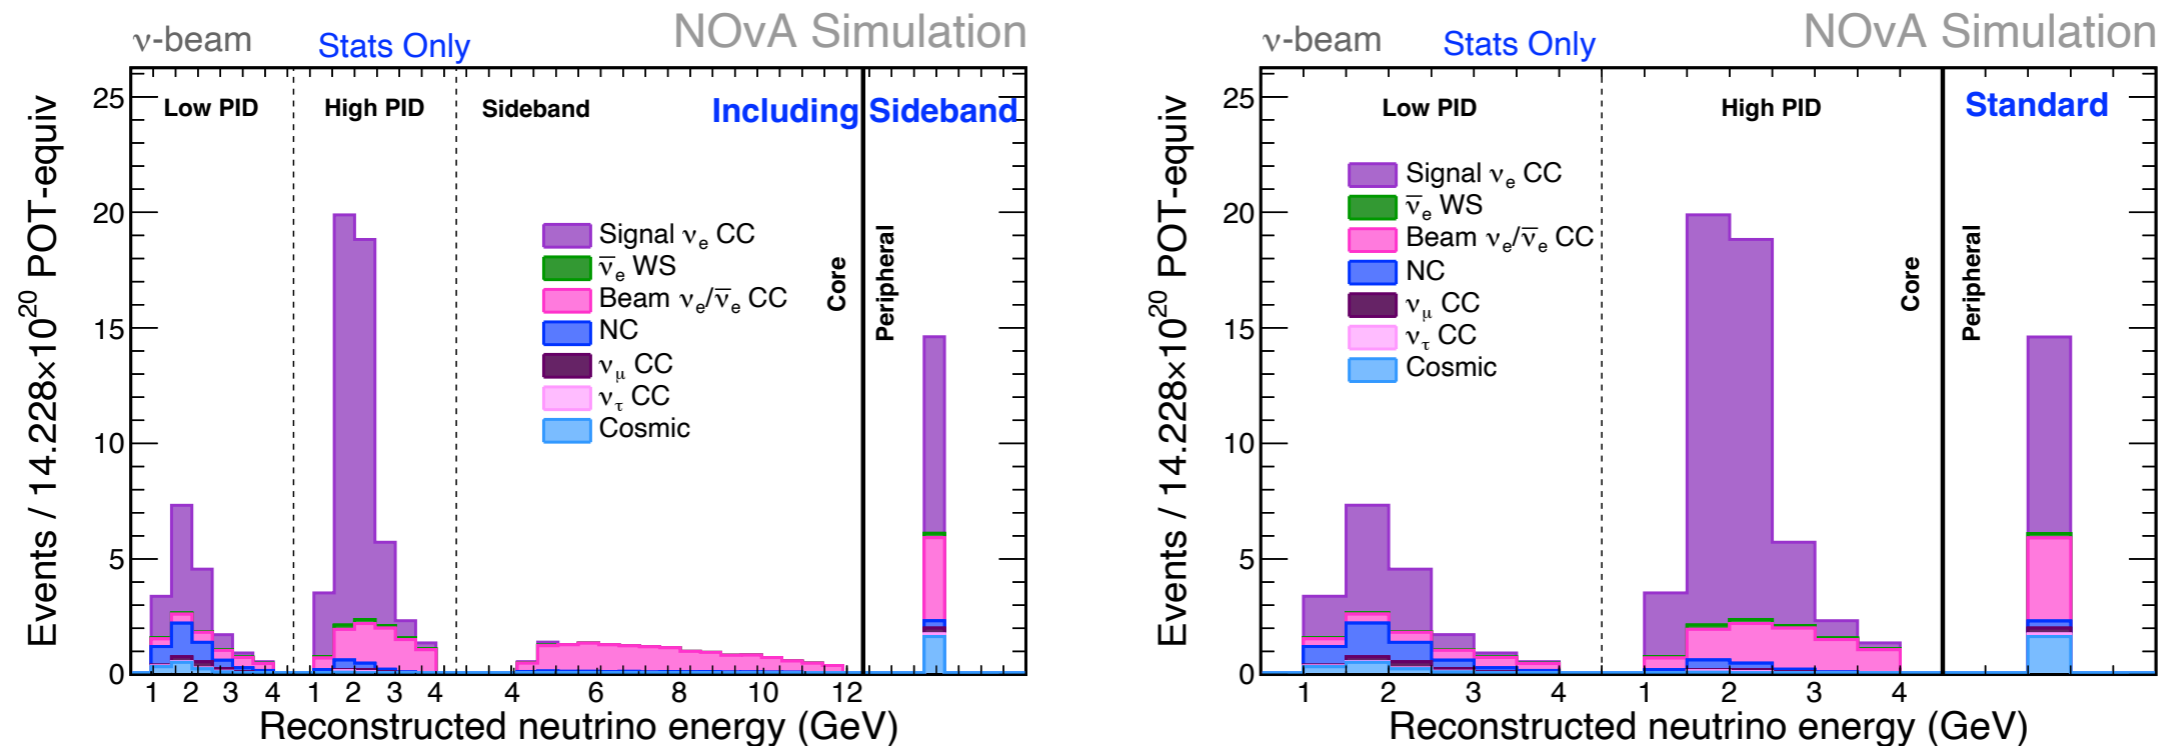 ν-beam
Stats Only
NOvA Simulation
Events / 14.228×10²⁰ POT-equiv
25
20
15
10
5
0
Low PID
High PID
Sideband
Including Sideband
Signal νₑ CC
ν̅ₑ WS
Beam νₑ/ν̅ₑ CC
NC
ν_μ CC
ν_τ CC
Cosmic
Core
Peripheral
1 2 3 4 1 2 3 4 4 6 8 10 12
Reconstructed neutrino energy (GeV)
ν-beam
Stats Only
NOvA Simulation
Events / 14.228×10²⁰ POT-equiv
25
20
15
10
5
0
Low PID
High PID
Standard
Signal νₑ CC
ν̅ₑ WS
Beam νₑ/ν̅ₑ CC
NC
ν_μ CC
ν_τ CC
Cosmic
Core
Peripheral
1 2 3 4 1 2 3 4
Reconstructed neutrino energy (GeV)